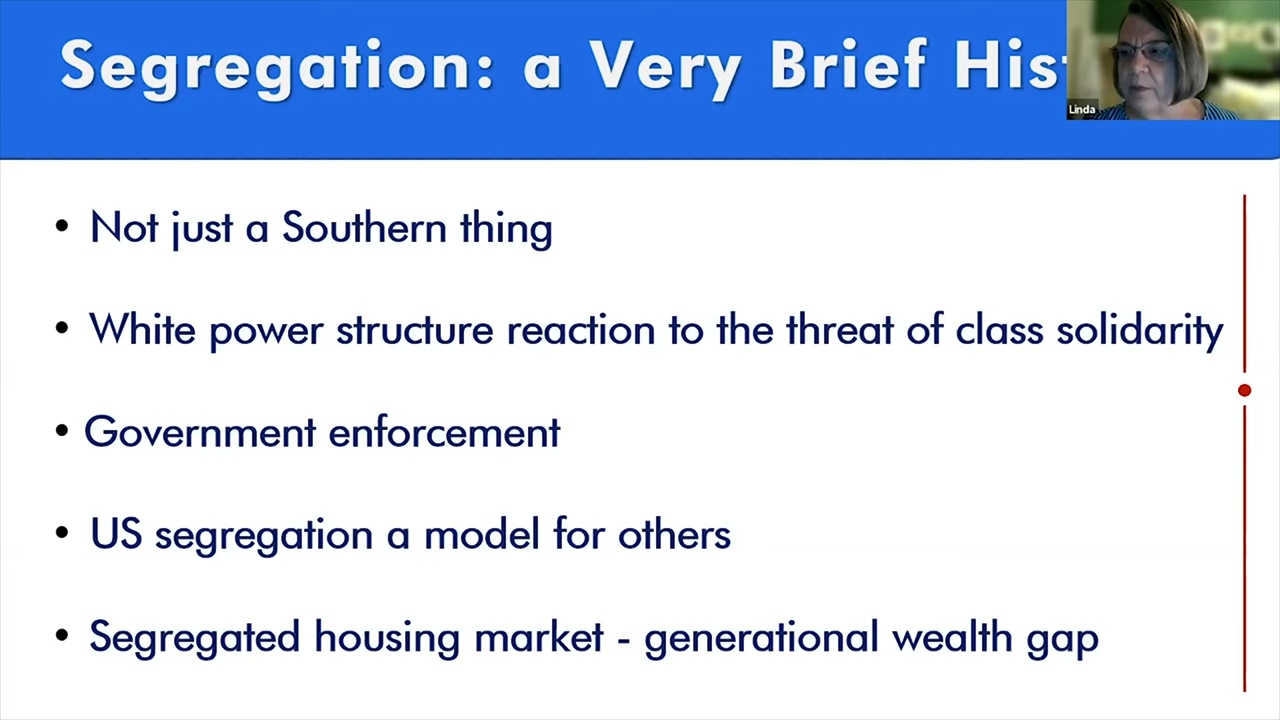 Segregation: a Very Brief His
Linda
• Not just a Southern thing
• White power structure reaction to the threat of class solidarity
• Government enforcement
• US segregation a model for others
• Segregated housing market - generational wealth gap